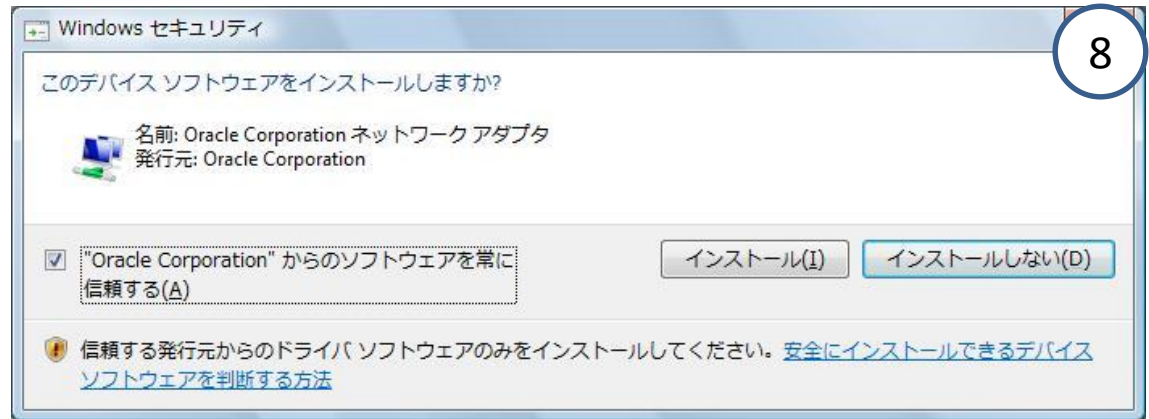 Windows セキュリティ
8
このデバイス ソフトウェアをインストールしますか?
名前: Oracle Corporation ネットワーク アダプタ
発行元: Oracle Corporation
"Oracle Corporation" からのソフトウェアを常に
信頼する(A)
インストール(I)
インストールしない(D)
信頼する発行元からのドライバ ソフトウェアのみをインストールしてください。安全にインストールできるデバイス
ソフトウェアを判断する方法